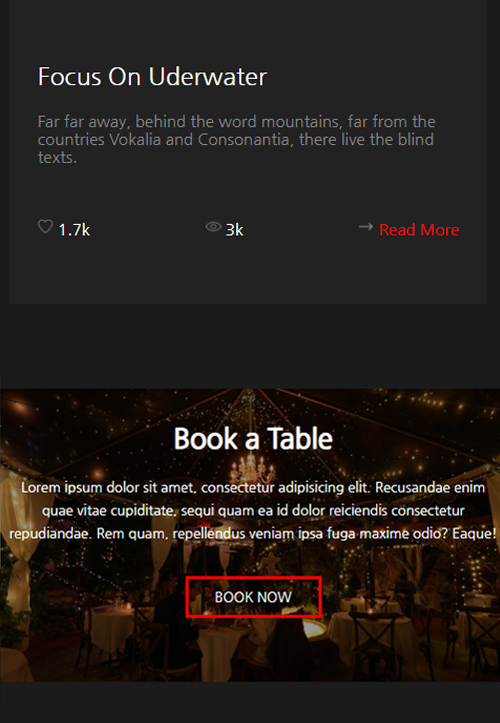 Focus On Uderwater
Far far away, behind the word mountains, far from the
countries Vokalia and Consonantia, there live the blind
texts.
1.7k
3k
→ Read More
Book a Table
Lorem ipsum dolor sit amet, consectetur adipisicing elit. Recusandae enim
quae vitae cupiditate, sequi quam ea id dolor reiciendis consectetur
repudiandae. Rem quam, repellendus veniam ipsa fuga maxime odio? Eaque!
BOOK NOW